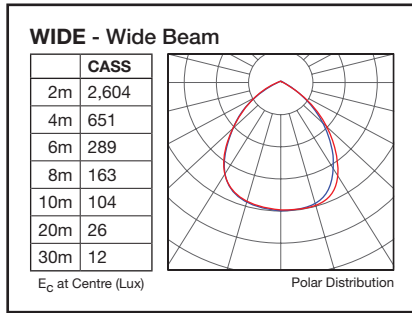 WIDE - Wide Beam
CASS
2m 2,604
4m 651
6m 289
8m 163
10m 104
20m 26
30m 12
EC at Centre (Lux)
Polar Distribution